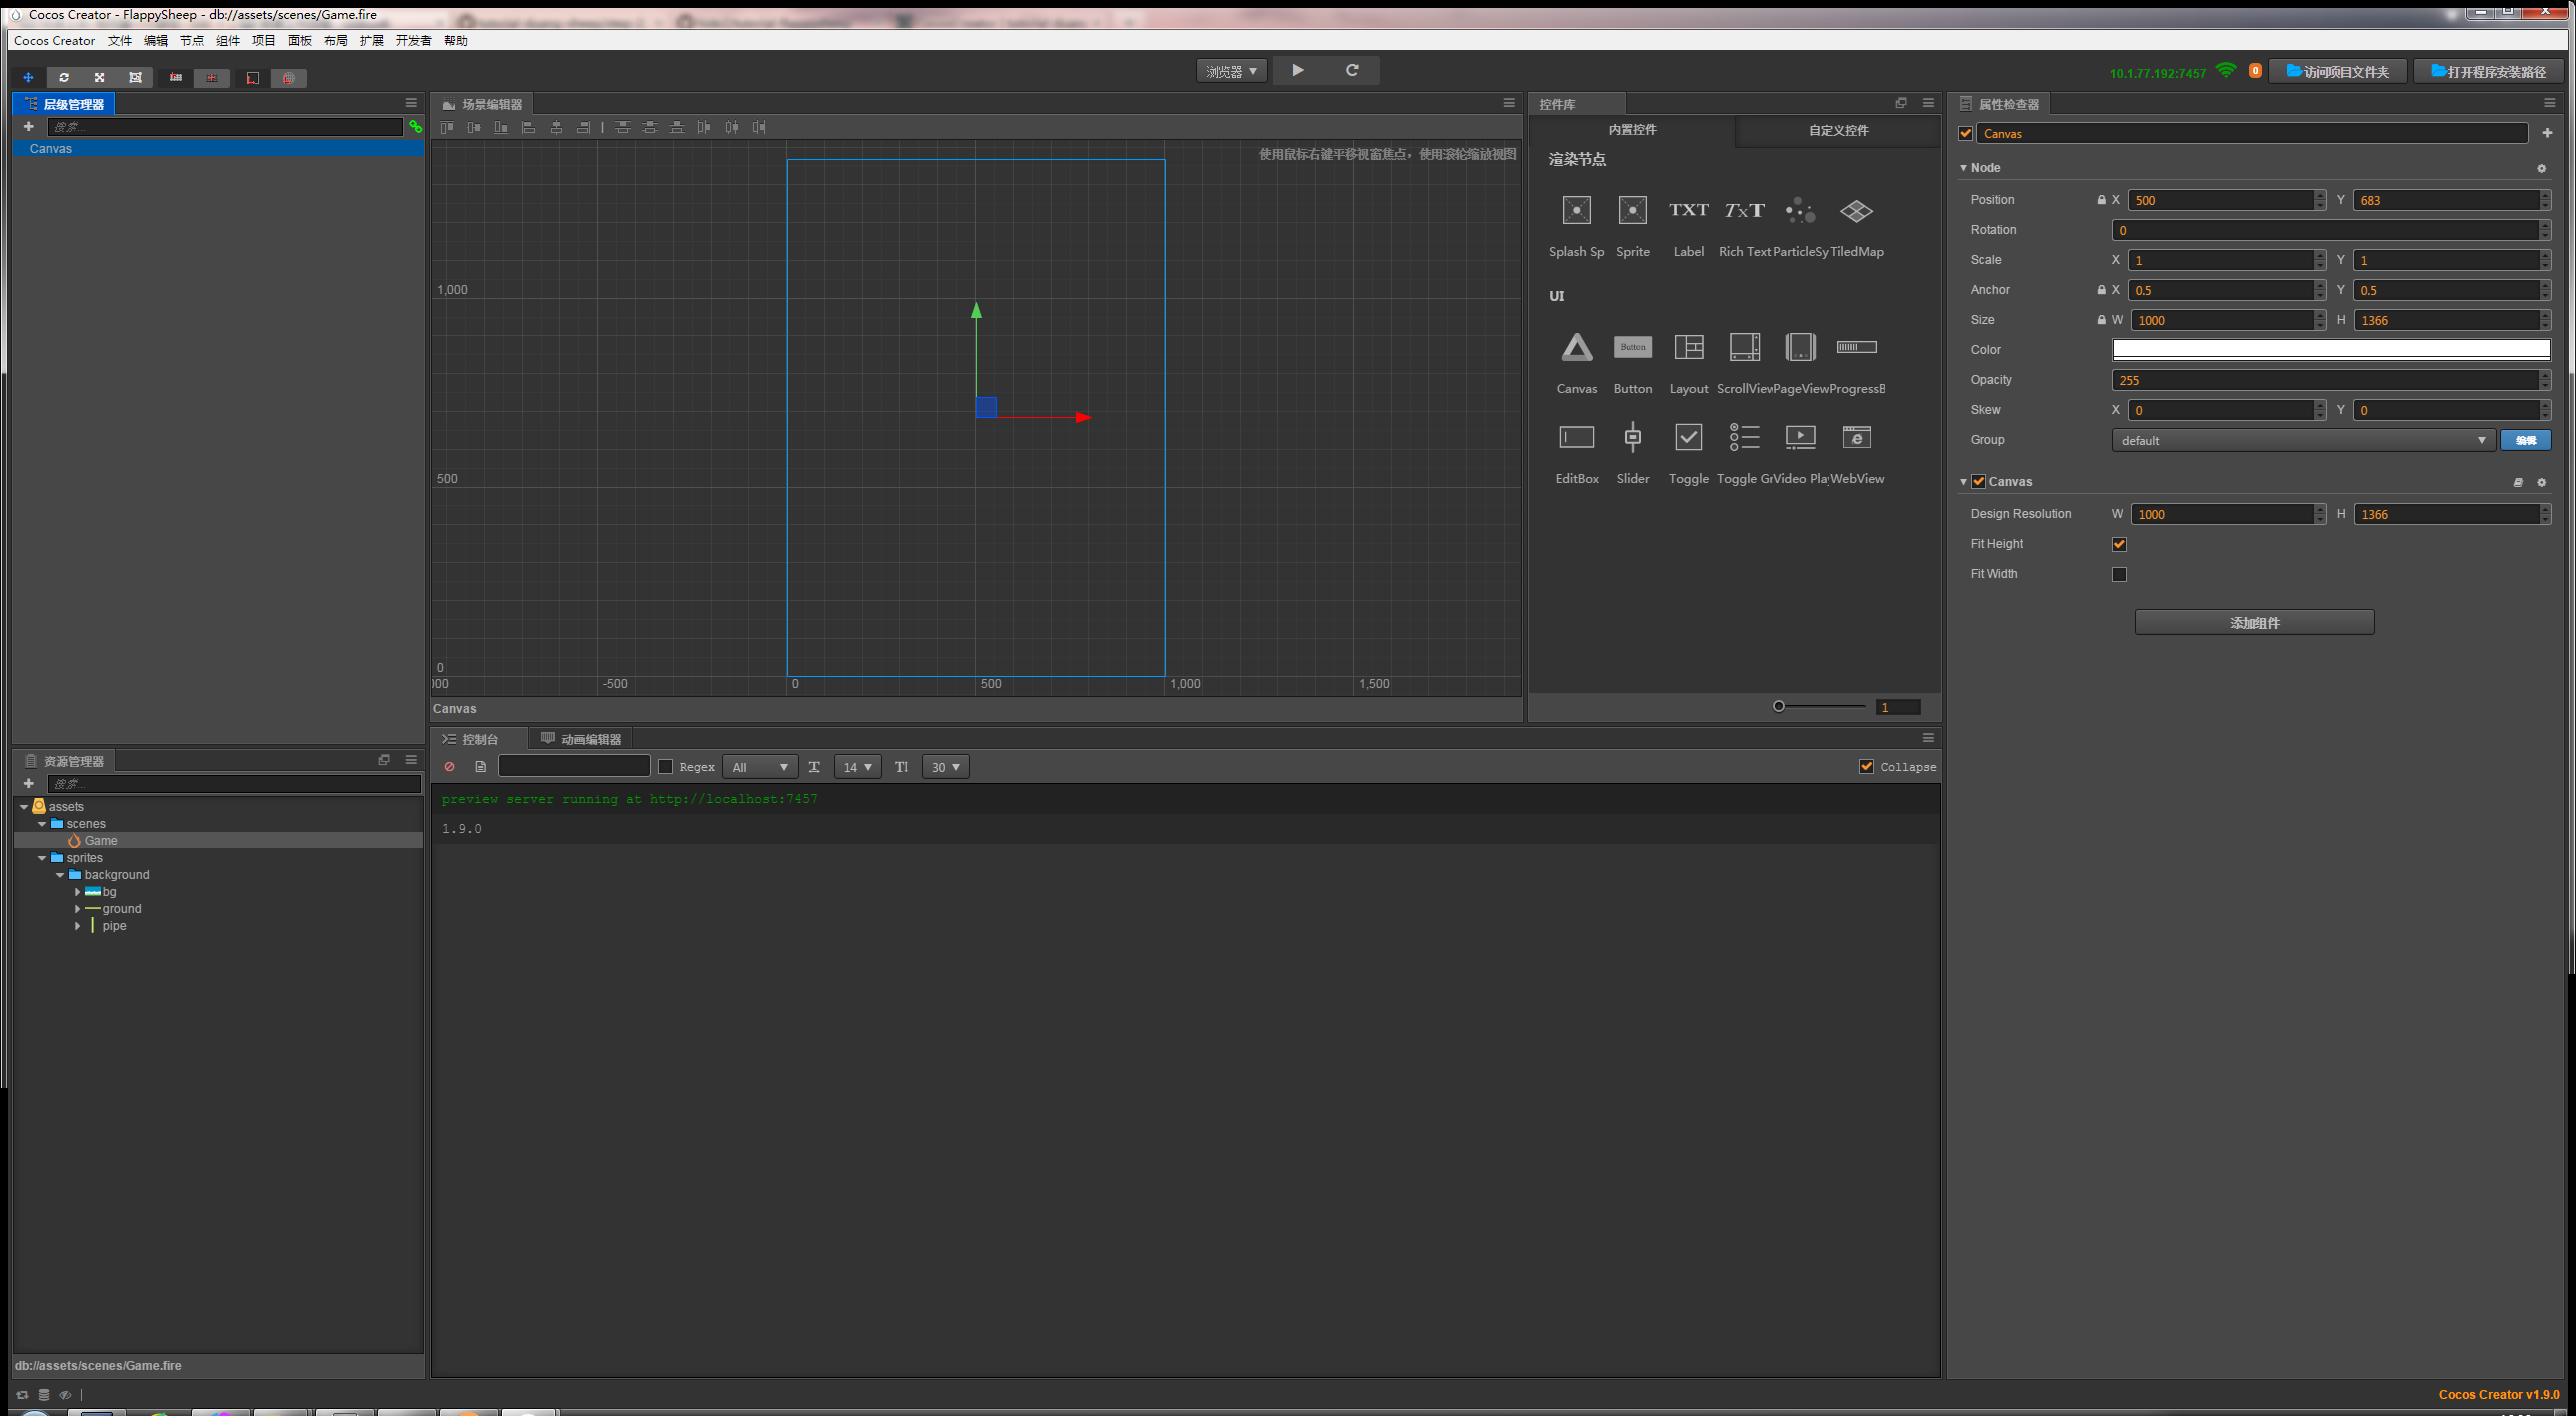 Cocos Creator - FlappySheep - db://assets/scenes/Game.fire
Cocos Creator 文件 编辑 节点 组件 项目 面板 布局 扩展 开发者 帮助
浏览器
10.1.77.192:7457 0 访问项目文件夹 打开程序安装路径
层级管理器
搜索...
Canvas
场景编辑器
使用鼠标右键平移视窗焦点，使用滚轮缩放视图
1,000
500
0
-500 0 500 1,000 1,500
Canvas
控件库
内置控件 自定义控件
渲染节点
Splash Sp Sprite TXT Label TxT Rich Text ParticleSy TiledMap
UI
Button
Canvas Button Layout ScrollView PageView ProgressB
EditBox Slider Toggle Toggle Gr Video Pla WebView
1
属性检查器
Canvas
Node
Position X 500 Y 683
Rotation 0
Scale X 1 Y 1
Anchor X 0.5 Y 0.5
Size W 1000 H 1366
Color
Opacity 255
Skew X 0 Y 0
Group default 编辑
Canvas
Design Resolution W 1000 H 1366
Fit Height
Fit Width
添加组件
资源管理器
搜索...
assets
scenes
Game
sprites
background
bg
ground
pipe
db://assets/scenes/Game.fire
控制台 动画编辑器
Regex All 14 30 Collapse
preview server running at http://localhost:7457
1.9.0
Cocos Creator v1.9.0